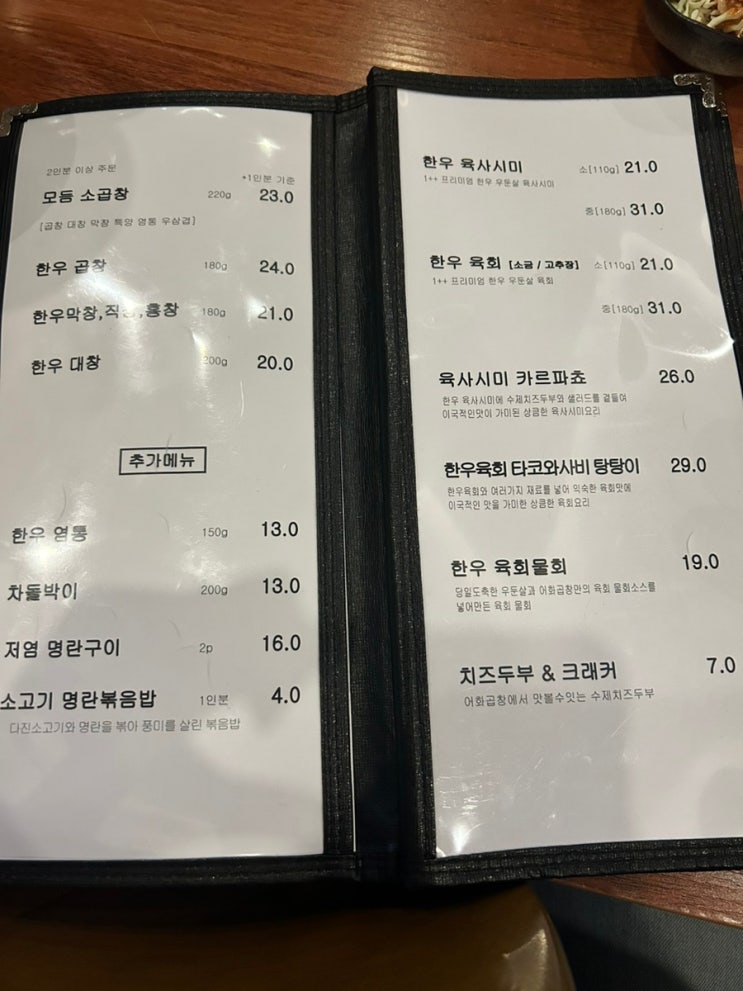 2인분 이상 주문
*1인분 기준
모듬 소곱창 220g 23.0
[곱창 대창 막창 특양 염통 우삼겹]
한우 곱창 180g 24.0
한우막창,직창,홍창 180g 21.0
한우 대창 200g 20.0
추가메뉴
한우 염통 150g 13.0
차돌박이 200g 13.0
저염 명란구이 2p 16.0
소고기 명란볶음밥 1인분 4.0
다진소고기와 명란을 볶아 풍미를 살린 볶음밥
한우 육사시미 소[110g] 21.0
1++ 프리미엄 한우 우둔살 육사시미
중[180g] 31.0
한우 육회 [소금 / 고추장] 소[110g] 21.0
1++ 프리미엄 한우 우둔살 육회
중[180g] 31.0
육사시미 카르파쵸 26.0
한우 육사시미에 수제치즈두부와 샐러드를 곁들여
이국적인맛이 가미된 상큼한 육사시미요리
한우육회 타코와사비 탕탕이 29.0
한우육회와 여러가지 재료를 넣어 익숙한 육회맛에
이국적인 맛을 가미한 상큼한 육회요리
한우 육회물회 19.0
당일도축한 우둔살과 어화곱창만의 육회 물회소스를
넣어만든 육회 물회
치즈두부 & 크래커 7.0
어화곱창에서 맛볼수잇는 수제치즈두부